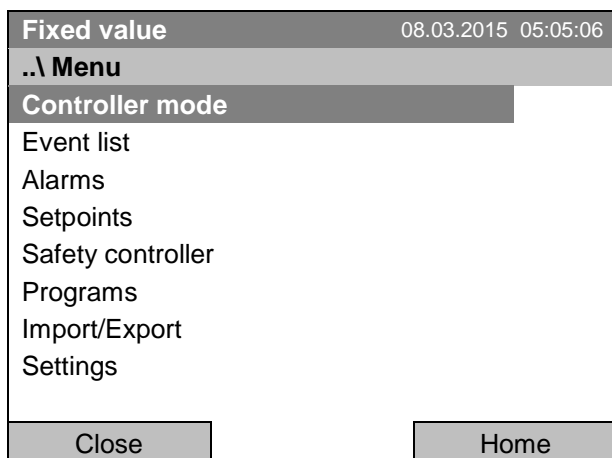 Fixed value 08.03.2015 05:05:06
..\ Menu
Controller mode
Event list
Alarms
Setpoints
Safety controller
Programs
Import/Export
Settings
Close Home